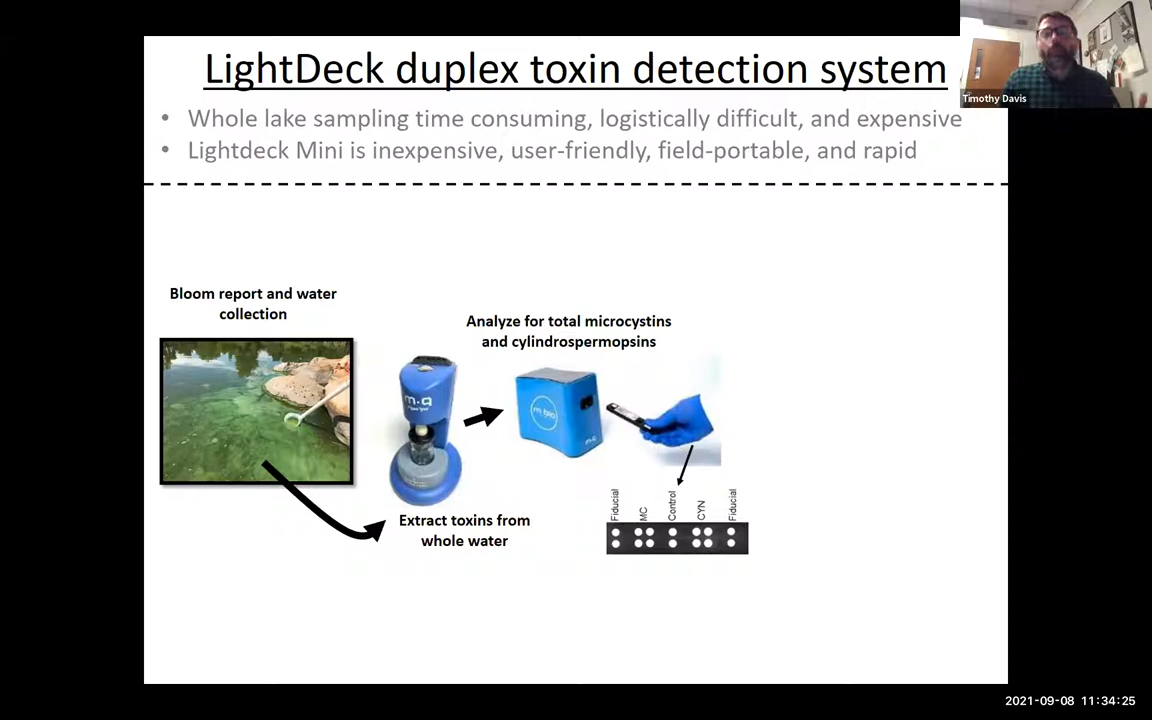 LightDeck duplex toxin detection system
• Whole lake sampling time consuming, logistically difficult, and expensive
• Lightdeck Mini is inexpensive, user-friendly, field-portable, and rapid
Timothy Davis
Bloom report and water
collection
Analyze for total microcystins
and cylindrospermopsins
Extract toxins from
whole water
Fiducial
MC
Control
CYN
Fiducial
2021-09-08 11:34:25